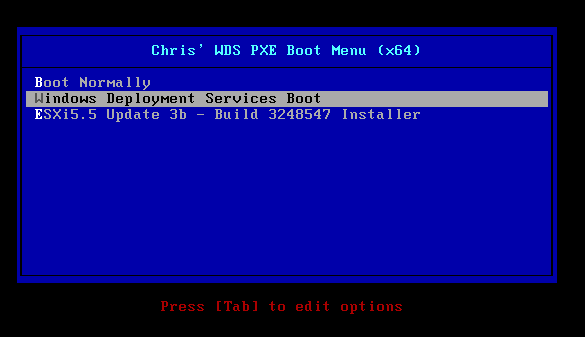 Chris' WDS PXE Boot Menu (x64)
Boot Normally
Windows Deployment Services Boot
ESXi5.5 Update 3b - Build 3248547 Installer
Press [Tab] to edit options